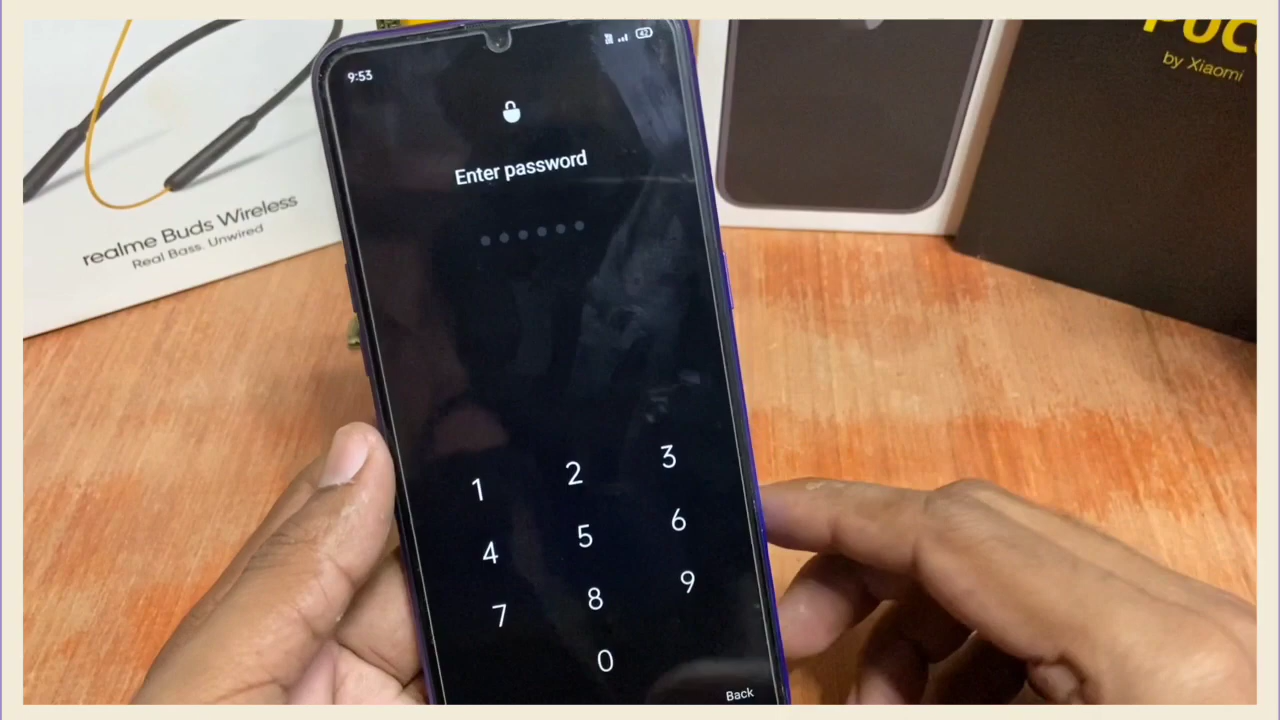 9:53
42
Enter password
1 2 3
4 5 6
7 8 9
0
Back
realme Buds Wireless
Real Bass. Unwired
by Xiaomi